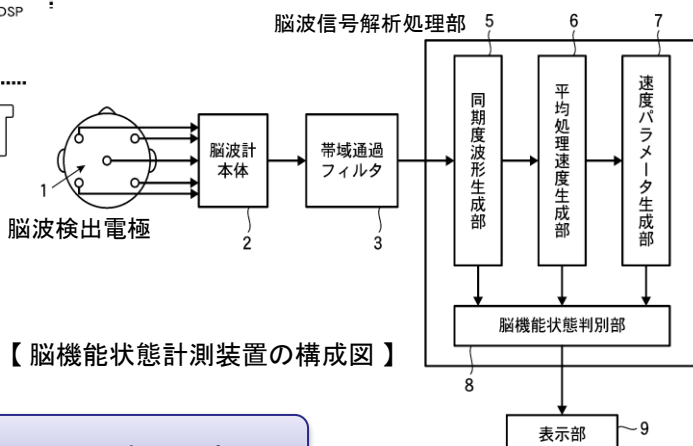 DSP
脳波信号解析処理部
5
6
7
同期度波形生成部
平均処理速度生成部
速度パラメータ生成部
脳波計
本体
帯域通過
フィルタ
1
脳波検出電極
2
3
脳機能状態判別部
【 脳機能状態計測装置の構成図 】
8
表示部
9